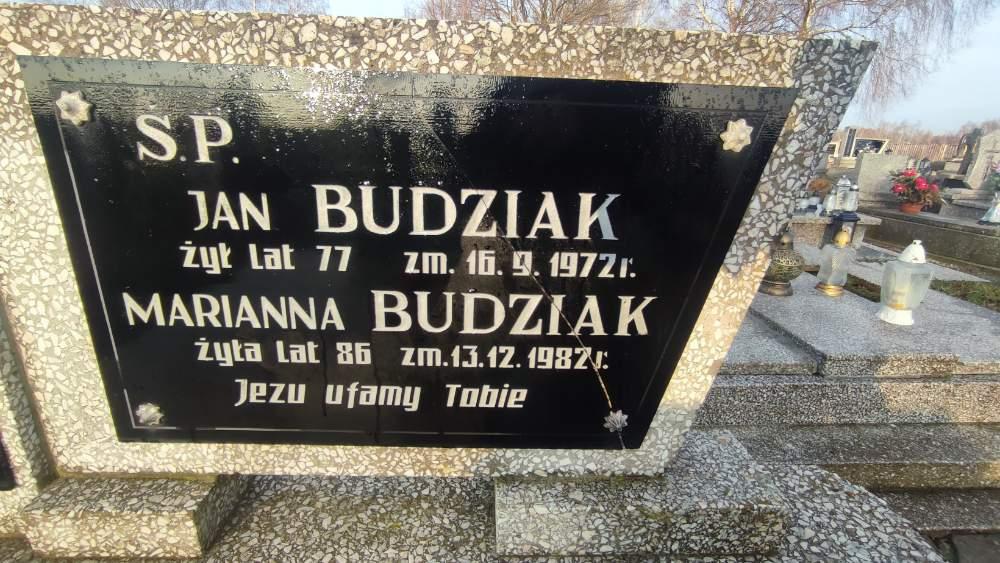 S.P.
JAN BUDZIAK
żył lat 77 zm. 16. 9. 1972 r.
MARIANNA BUDZIAK
żyła lat 86 zm. 13.12. 1982 r.
Jezu ufamy Tobie